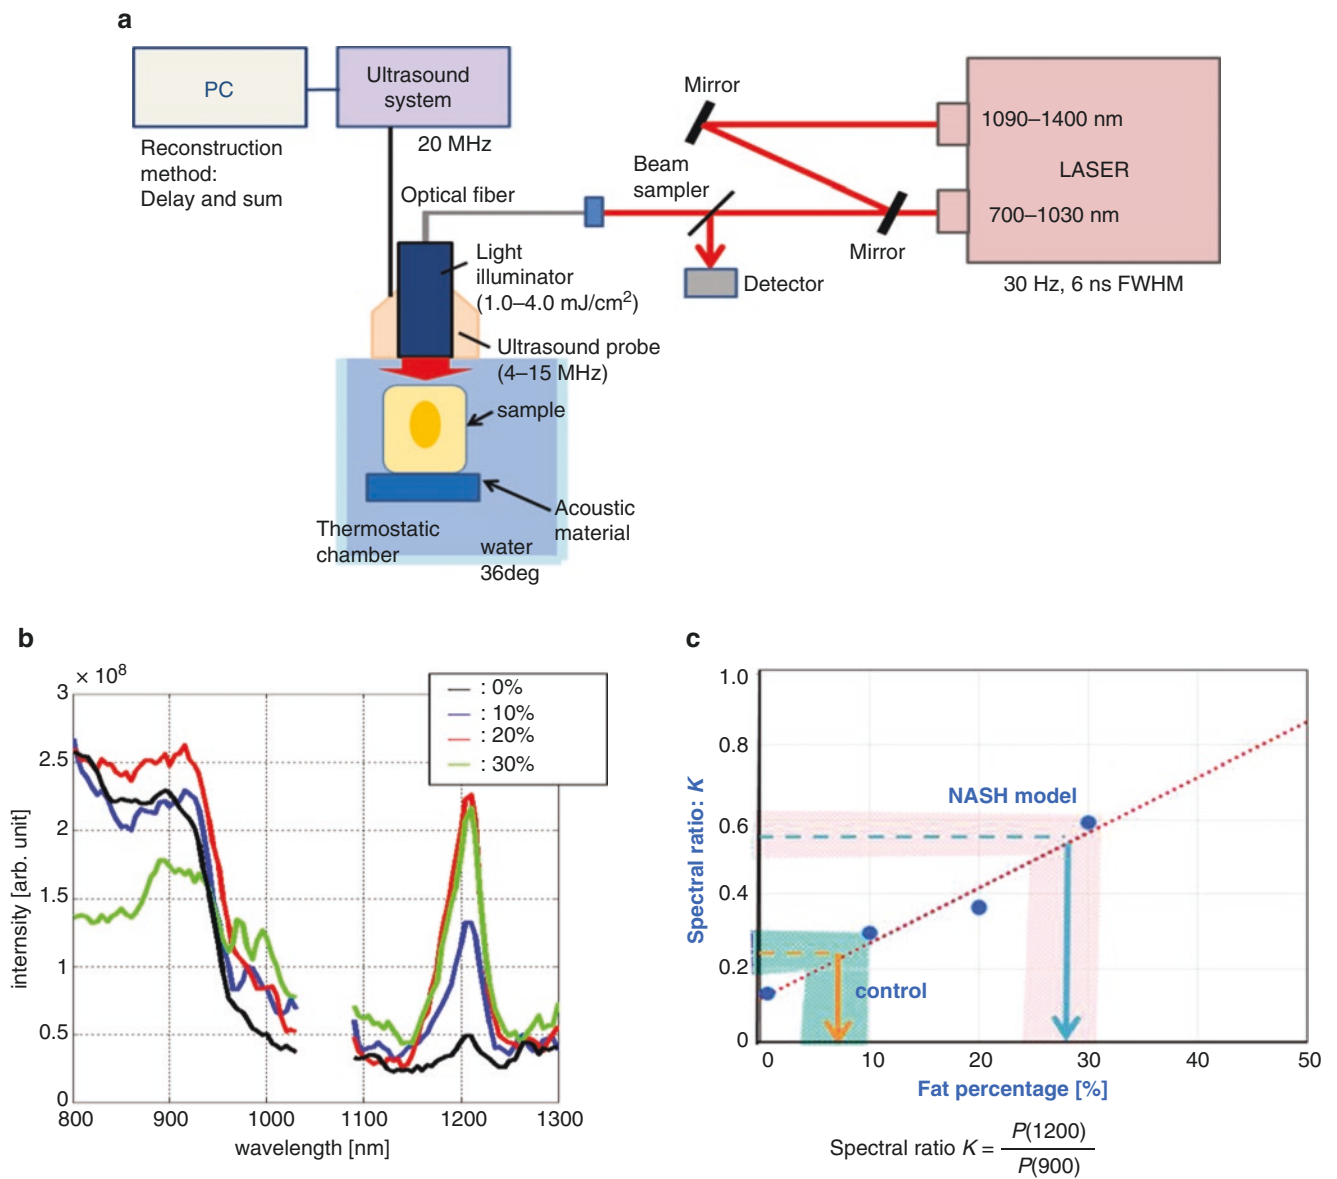 a
PC
Ultrasound
system
Reconstruction
method:
Delay and sum
20 MHz
Optical fiber
Mirror
Beam
sampler
1090–1400 nm
LASER
700–1030 nm
Mirror
30 Hz, 6 ns FWHM
Detector
Light
illuminator
(1.0–4.0 mJ/cm²)
Ultrasound probe
(4–15 MHz)
sample
Acoustic
material
Thermostatic
chamber
water
36deg
b
× 10⁸
3
2.5
2
1.5
1
0.5
0
internsity [arb. unit]
: 0%
: 10%
: 20%
: 30%
800 900 1000 1100 1200 1300
wavelength [nm]
c
1.0
0.8
0.6
0.4
0.2
0
Spectral ratio: K
NASH model
control
0 10 20 30 40 50
Fat percentage [%]
Spectral ratio K = P(1200)
P(900)